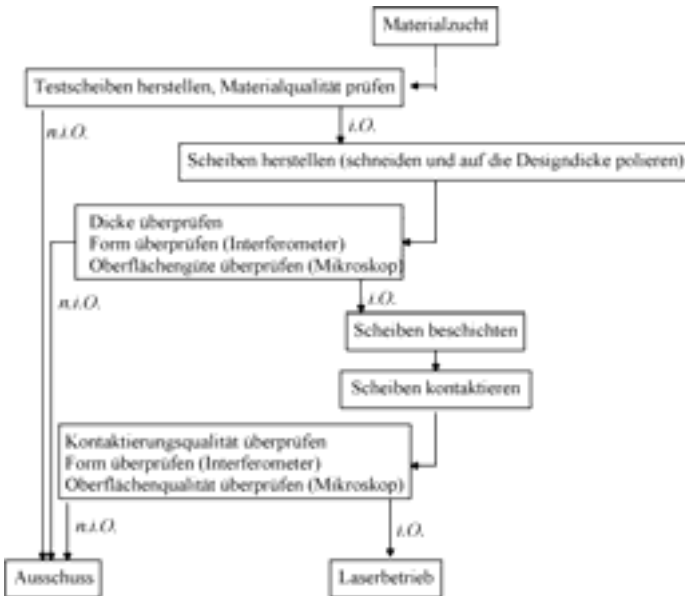 Materialzucht
Testscheiben herstellen, Materialqualität prüfen
n.i.O.
i.O.
Scheiben herstellen (schneiden und auf die Designdicke polieren)
Dicke überprüfen
Form überprüfen (Interferometer)
Oberflächengüte überprüfen (Mikroskop)
n.i.O.
i.O.
Scheiben beschichten
Scheiben kontaktieren
Kontaktierungsqualität überprüfen
Form überprüfen (Interferometer)
Oberflächenqualität überprüfen (Mikroskop)
n.i.O.
i.O.
Ausschuss
Laserbetrieb